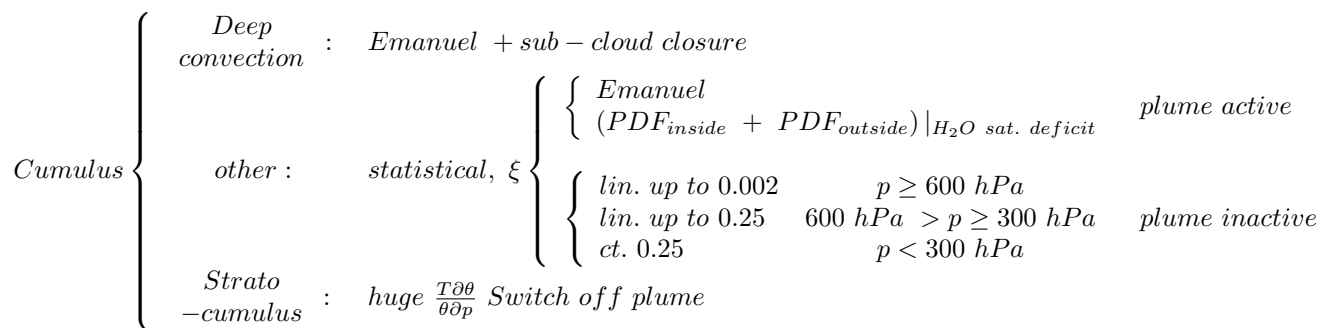 Deep convection : Emanuel + sub − cloud closure
Cumulus
other : statistical, ξ
Emanuel
(PDF_inside + PDF_outside) |_H₂O sat. deficit plume active
lin. up to 0.002 p ≥ 600 hPa
lin. up to 0.25 600 hPa > p ≥ 300 hPa plume inactive
ct. 0.25 p < 300 hPa
Strato −cumulus : huge T∂θ/θ∂p Switch off plume